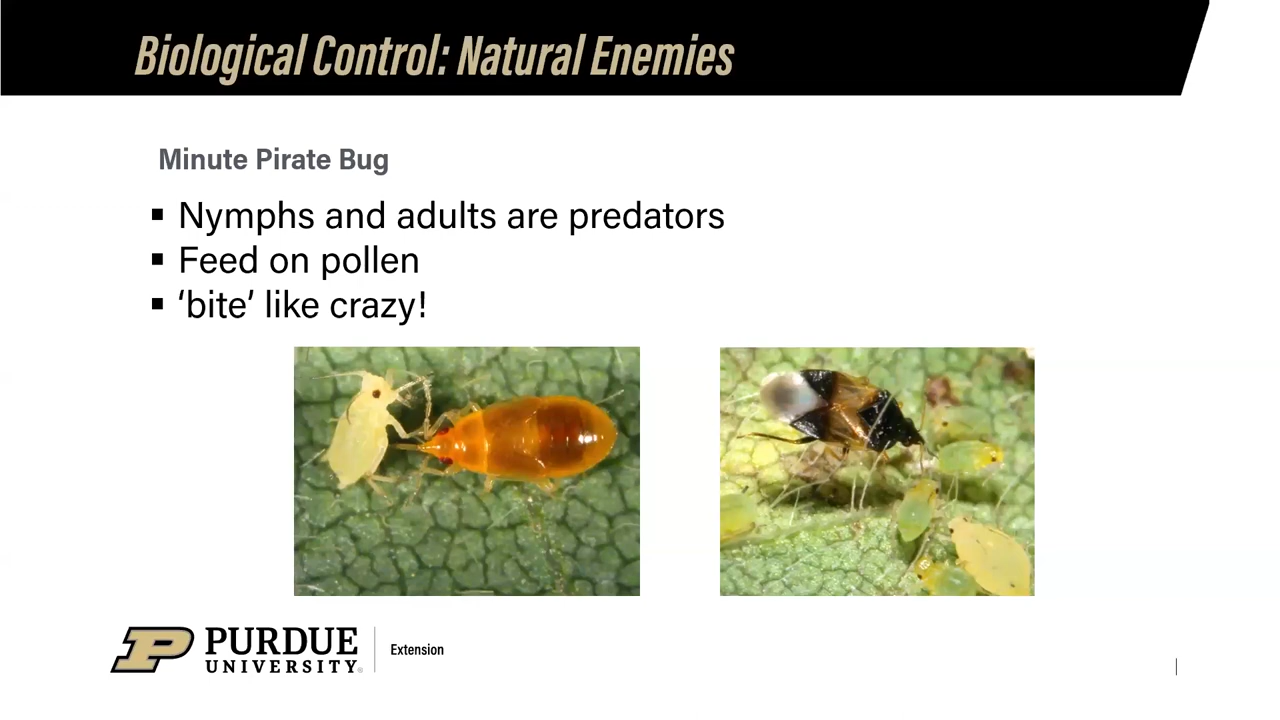 Biological Control: Natural Enemies
Minute Pirate Bug
▪ Nymphs and adults are predators
▪ Feed on pollen
▪ ‘bite’ like crazy!
P PURDUE UNIVERSITY® Extension